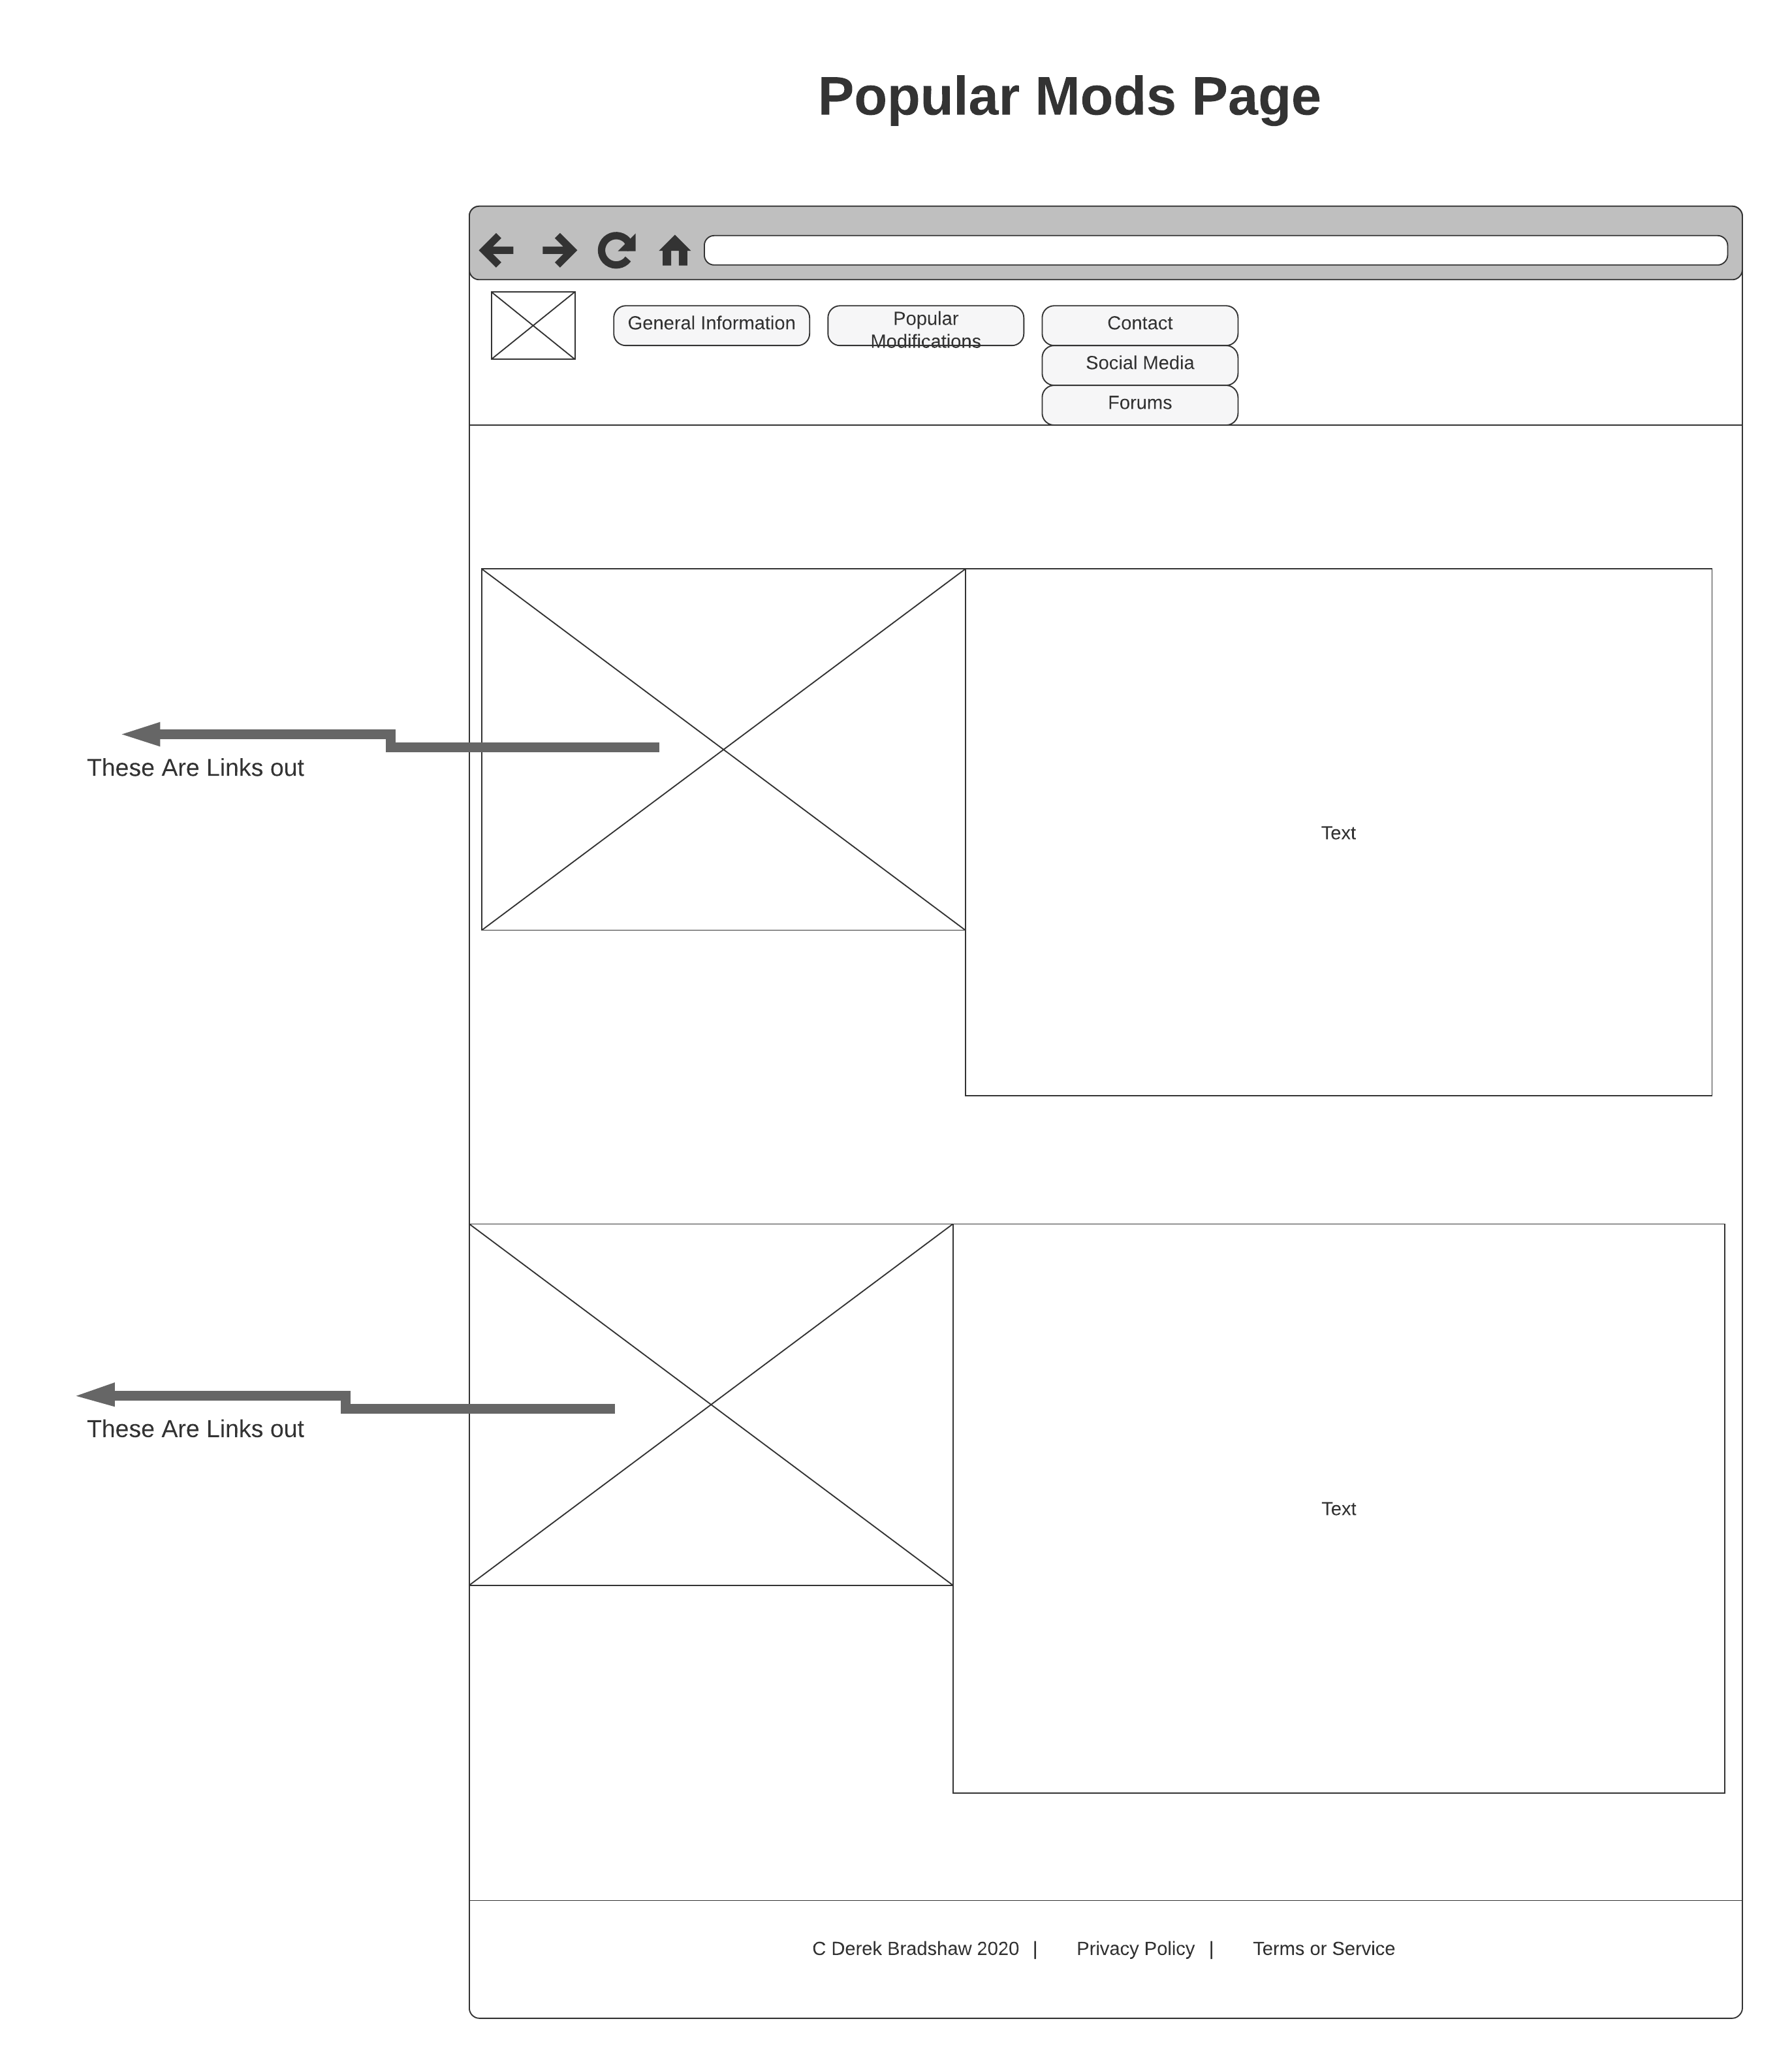 Popular Mods Page
General Information
Popular
Modifications
Contact
Social Media
Forums
These Are Links out
Text
These Are Links out
Text
C Derek Bradshaw 2020 | Privacy Policy | Terms or Service